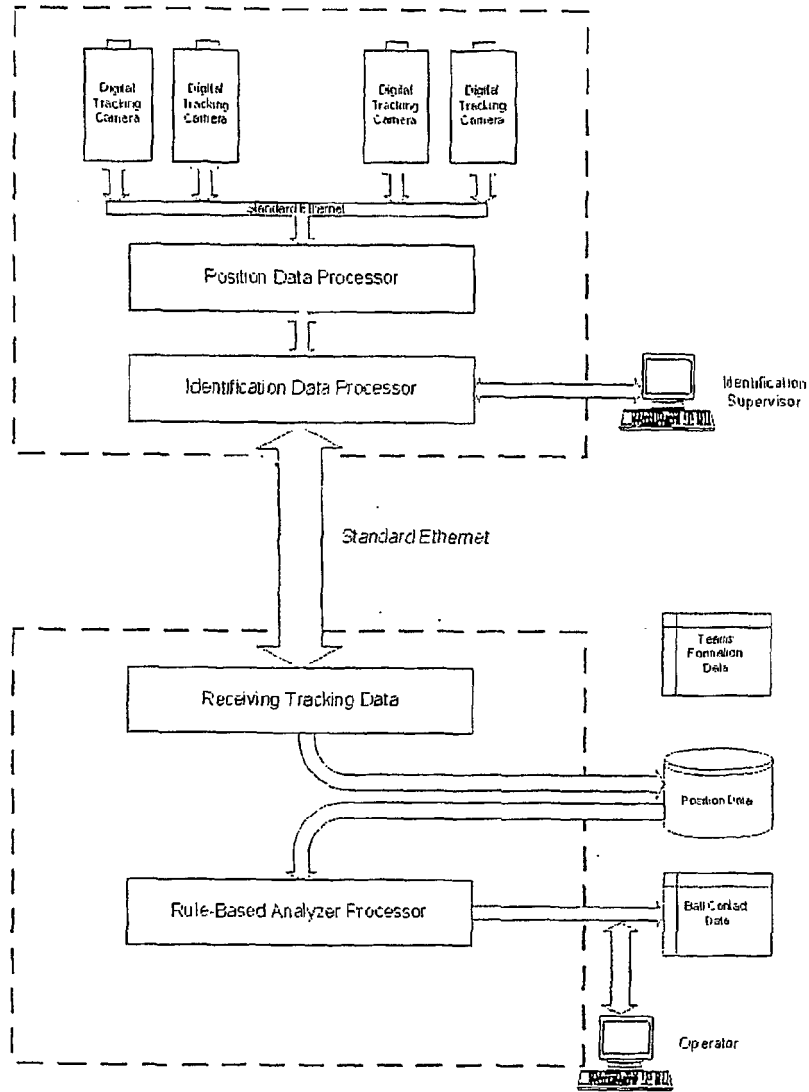 Digital
Tracking
Camera
Digital
Tracking
Camera
Digital
Tracking
Camera
Digital
Tracking
Camera
Standard Ethernet
Position Data Processor
Identification Data Processor
Identification
Supervisor
Standard Ethernet
Teams
Formation
Data
Receiving Tracking Data
Position Data
Rule-Based Analyzer Processor
Ball Contact
Data
Operator